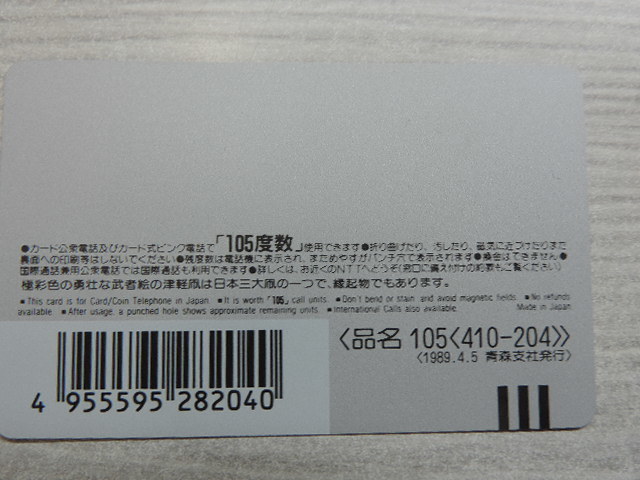 ●カード公衆電話及びカード式ピンク電話で「105度数」使用できます●折り曲げたり、汚したり、磁気に近づけたりまた
裏面への印刷等はしないでください●残度数は電話機に表示され、まためやすがパンチ穴で表示されます●換金はできません●
国際通話兼用公衆電話では国際通話も利用できます●詳しくは、お近くのNTTへどうぞ(窓口に備え付けの約款もご覧ください)
極彩色の勇壮な武者絵の津軽凧は日本三大凧の一つで、縁起物でもあります。
■This card is for Card/Coin Telephone in Japan. ■It is worth「105」call units. ■Don't bend or stain and avoid magnetic fields. ■No refunds
available. ■After usage, a punched hole shows approximate remaining units. ■International Calls also available. Made in Japan
〈品名 105〈410-204〉〉
〈1989.4.5 青森支社発行〉
4 955595 282040